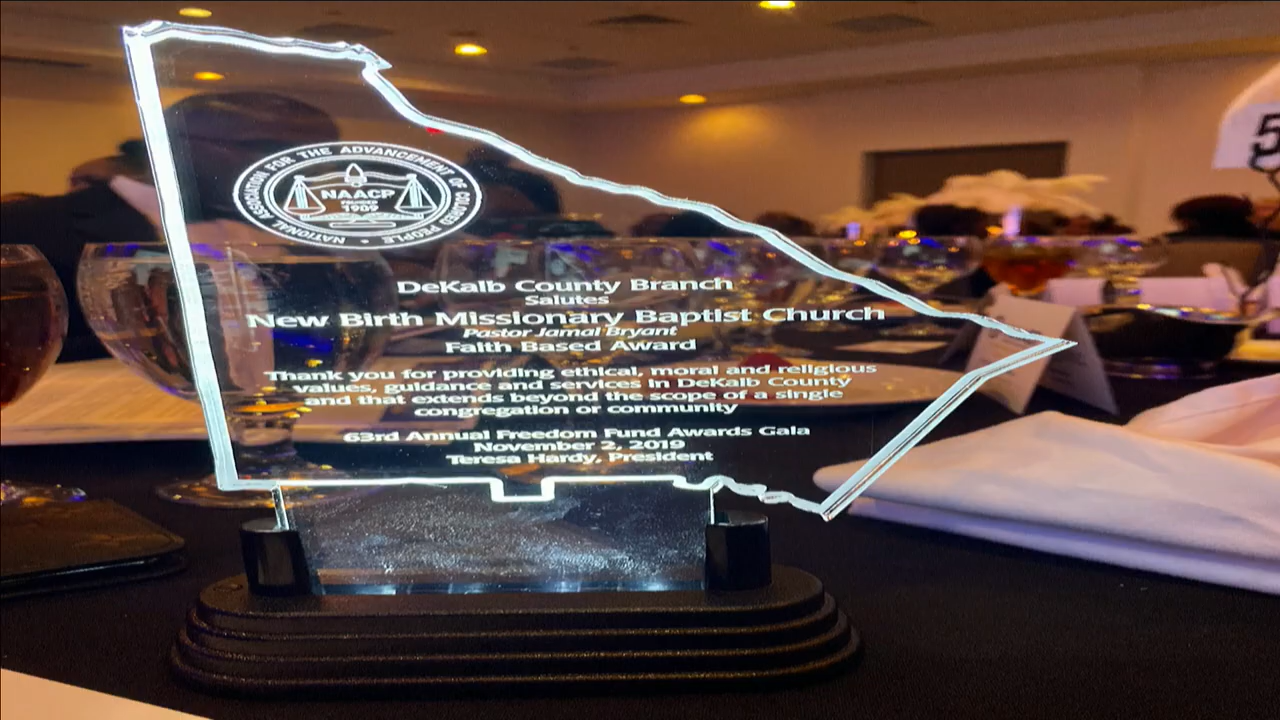 NATIONAL ASSOCIATION FOR THE ADVANCEMENT OF COLORED PEOPLE
NAACP
FOUNDED
1909
DeKalb County Branch
Salutes
New Birth Missionary Baptist Church
Pastor Jamal Bryant
Faith Based Award
Thank you for providing ethical, moral and religious
values, guidance and services in DeKalb County
and that extends beyond the scope of a single
congregation or community
63rd Annual Freedom Fund Awards Gala
November 2, 2019
Teresa Hardy, President
5